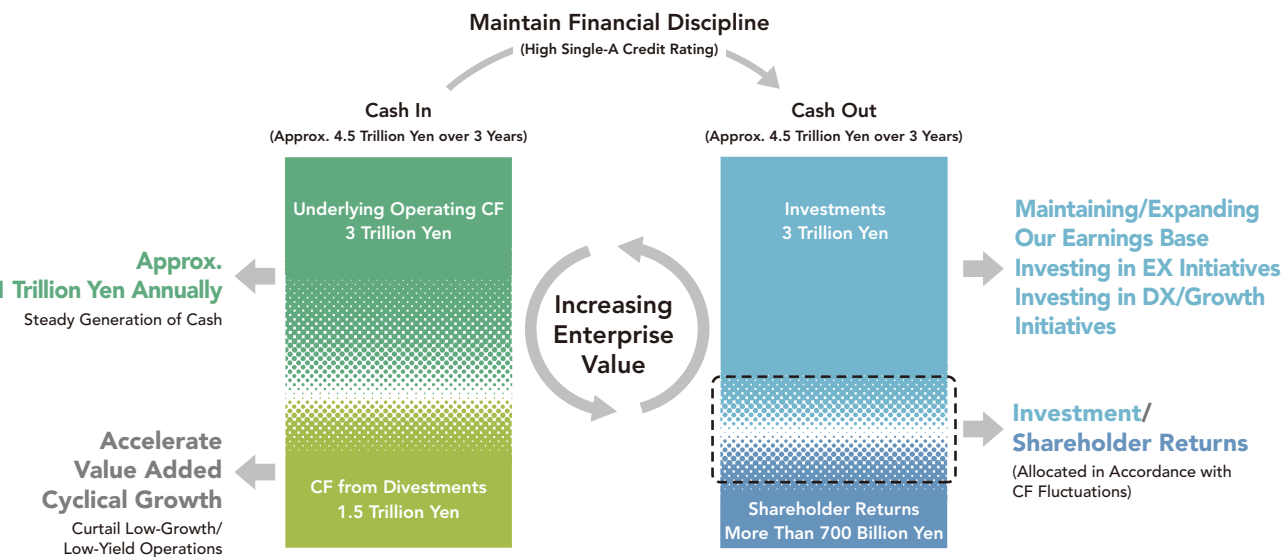 Maintain Financial Discipline
(High Single-A Credit Rating)
Cash In
(Approx. 4.5 Trillion Yen over 3 Years)
Underlying Operating CF
3 Trillion Yen
Approx.
1 Trillion Yen Annually
Steady Generation of Cash
Accelerate
Value Added
Cyclical Growth
Curtail Low-Growth/
Low-Yield Operations
CF from Divestments
1.5 Trillion Yen
Increasing
Enterprise
Value
Cash Out
(Approx. 4.5 Trillion Yen over 3 Years)
Investments
3 Trillion Yen
Maintaining/Expanding
Our Earnings Base
Investing in EX Initiatives
Investing in DX/Growth
Initiatives
Investment/
Shareholder Returns
(Allocated in Accordance with
CF Fluctuations)
Shareholder Returns
More Than 700 Billion Yen